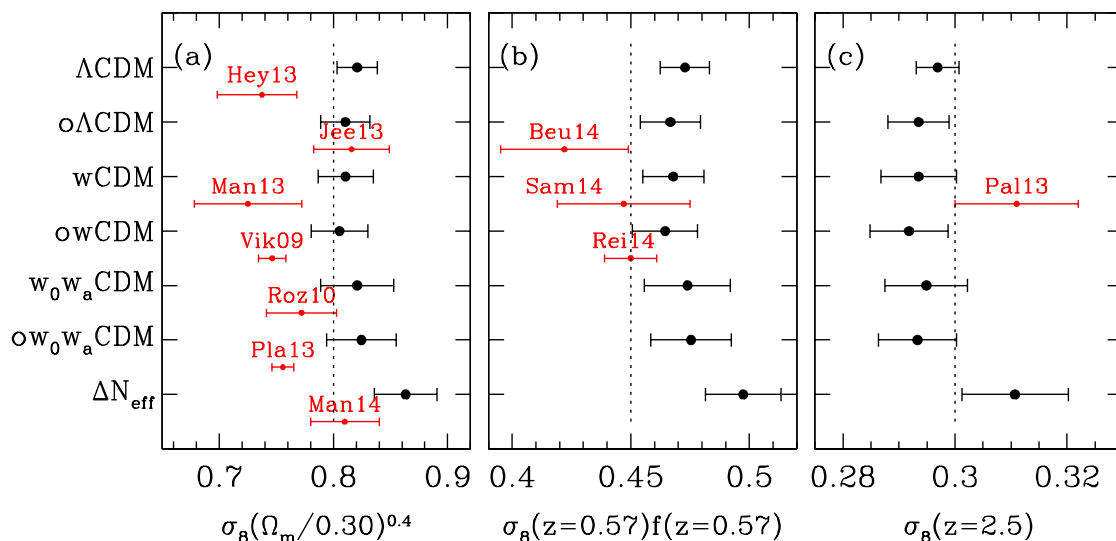 (a)
(b)
(c)
ΛCDM
Hey13
oΛCDM
Jee13
Beu14
wCDM
Man13
Sam14
Pal13
owCDM
Vik09
Rei14
w₀wₐCDM
Roz10
ow₀wₐCDM
Pla13
ΔN_eff
Man14
0.7 0.8 0.9
0.4 0.45 0.5
0.28 0.3 0.32
σ₈(Ω_m/0.30)^0.4
σ₈(z=0.57)f(z=0.57)
σ₈(z=2.5)